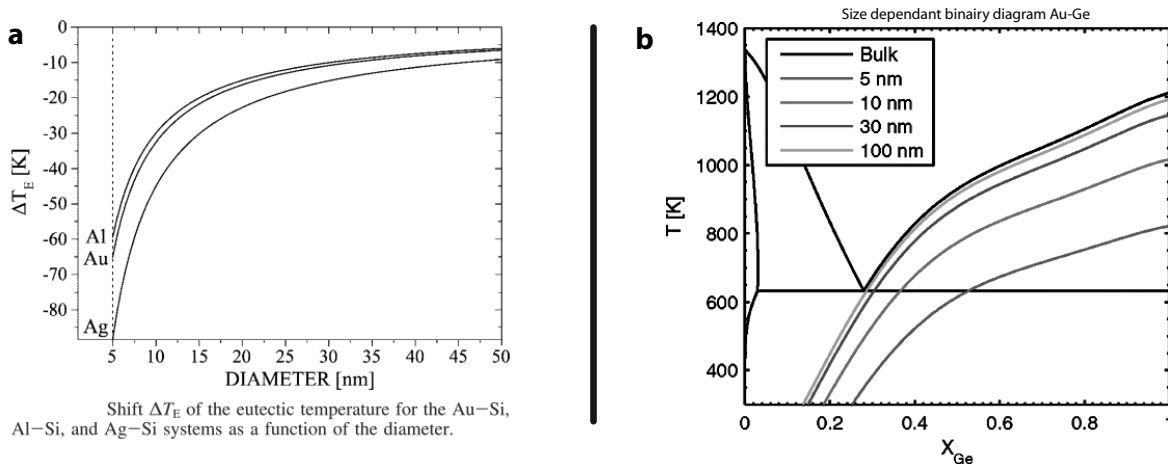 a
0
-10
-20
-30
-40
-50
-60
-70
-80
ΔT_E [K]
Al
Au
Ag
5 10 15 20 25 30 35 40 45 50
DIAMETER [nm]
Shift ΔT_E of the eutectic temperature for the Au–Si,
Al–Si, and Ag–Si systems as a function of the diameter.
b
Size dependant binairy diagram Au-Ge
1400
1200
1000
800
600
400
T [K]
Bulk
5 nm
10 nm
30 nm
100 nm
0 0.2 0.4 0.6 0.8 1
X_Ge